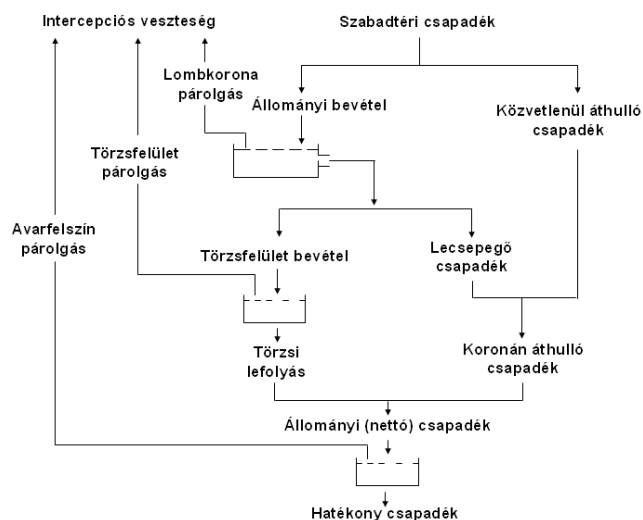 Intercepciós veszteség
Szabadtéri csapadék
Lombkorona
párolgás
Állományi bevétel
Közvetlenül áthulló
csapadék
Törzsfelület
párolgás
Avarfelszín
párolgás
Törzsfelület bevétel
Lecsepegő
csapadék
Törzsi
lefolyás
Koronán áthulló
csapadék
Állományi (nettó) csapadék
Hatékony csapadék